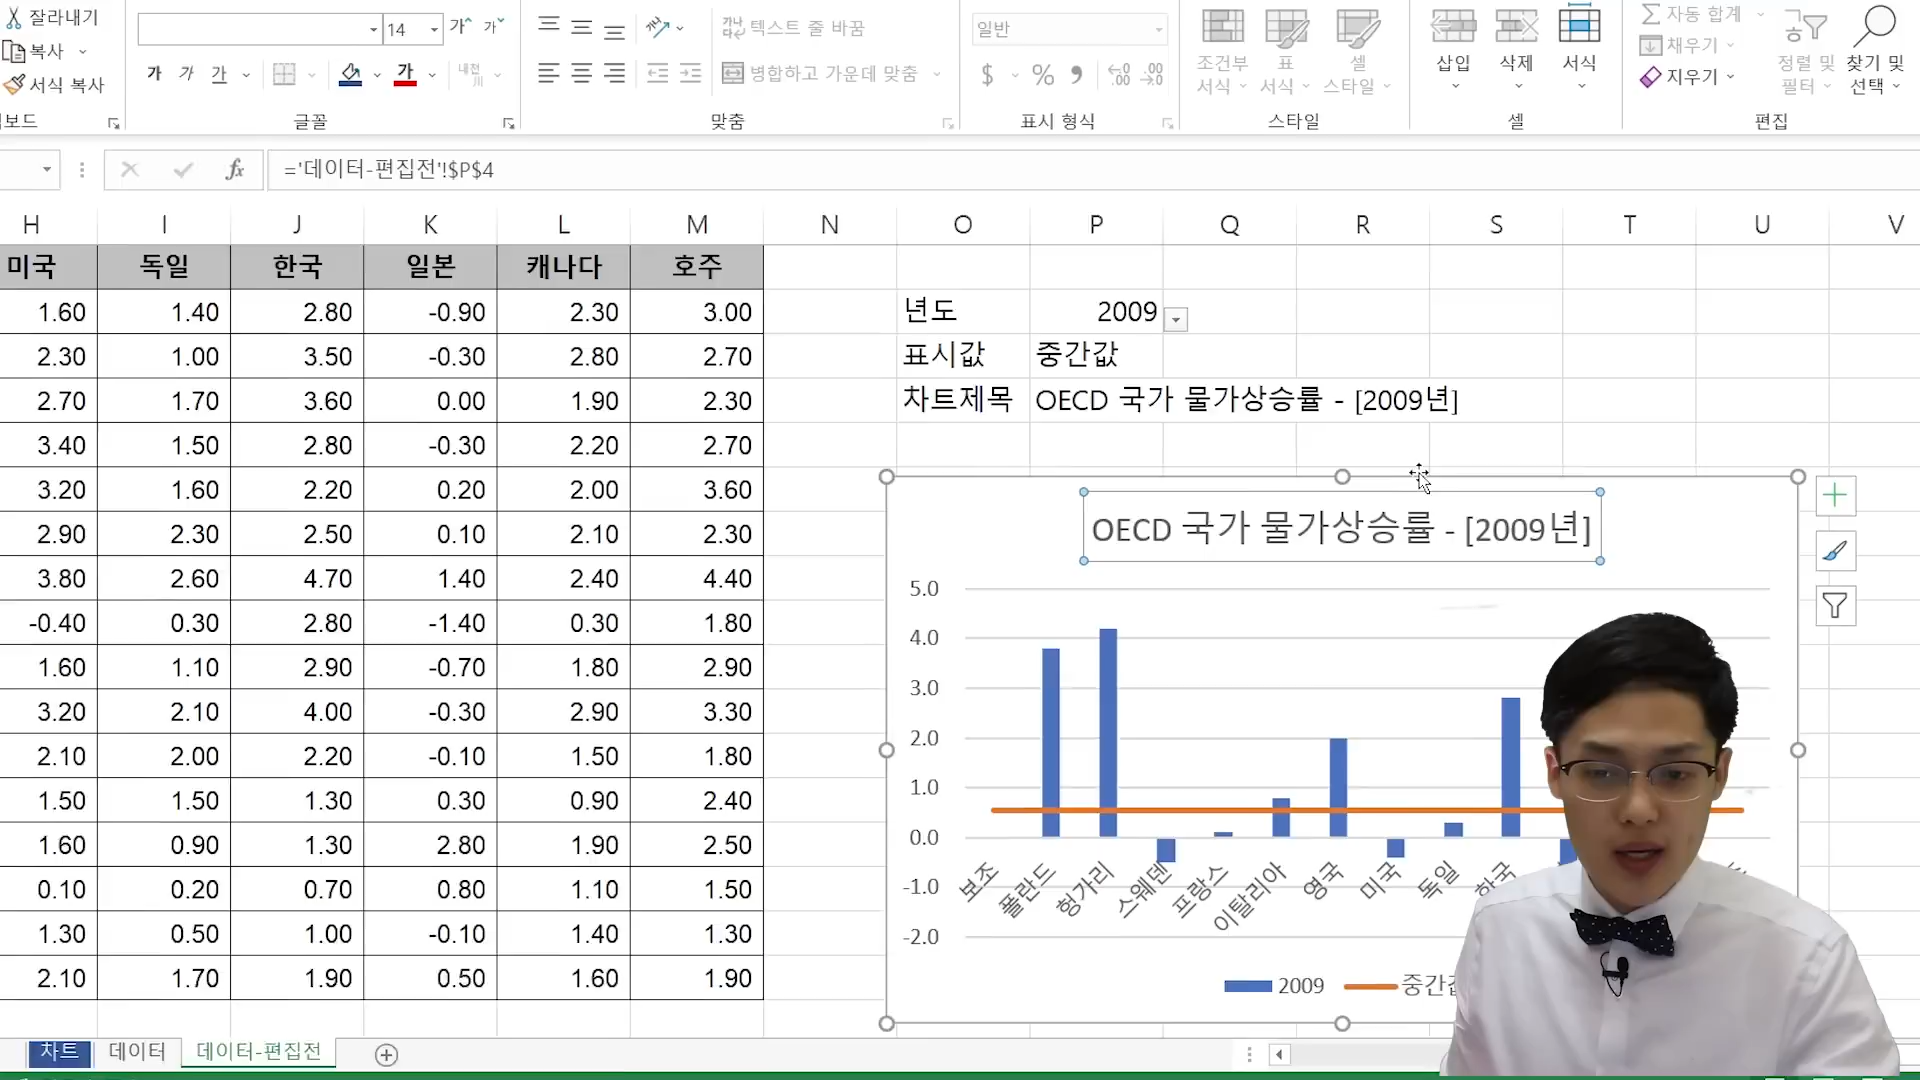 잘라내기
복사
서식 복사
보드
14
가 가
가 가 가
가
내천
글꼴
텍스트 줄 바꿈
병합하고 가운데 맞춤
맞춤
일반
$ % 9
표시 형식
조건부 서식
표 서식
셀 스타일
스타일
삽입
삭제
서식
셀
자동 합계
채우기
지우기
정렬 및 필터
찾기 및 선택
편집
fx
='데이터-편집전'!$P$4
H I J K L M N O P Q R S T U V
미국 독일 한국 일본 캐나다 호주
1.60 1.40 2.80 -0.90 2.30 3.00
2.30 1.00 3.50 -0.30 2.80 2.70
2.70 1.70 3.60 0.00 1.90 2.30
3.40 1.50 2.80 -0.30 2.20 2.70
3.20 1.60 2.20 0.20 2.00 3.60
2.90 2.30 2.50 0.10 2.10 2.30
3.80 2.60 4.70 1.40 2.40 4.40
-0.40 0.30 2.80 -1.40 0.30 1.80
1.60 1.10 2.90 -0.70 1.80 2.90
3.20 2.10 4.00 -0.30 2.90 3.30
2.10 2.00 2.20 -0.10 1.50 1.80
1.50 1.50 1.30 0.30 0.90 2.40
1.60 0.90 1.30 2.80 1.90 2.50
0.10 0.20 0.70 0.80 1.10 1.50
1.30 0.50 1.00 -0.10 1.40 1.30
2.10 1.70 1.90 0.50 1.60 1.90
년도 2009
표시값 중간값
차트제목 OECD 국가 물가상승률 - [2009년]
OECD 국가 물가상승률 - [2009년]
5.0
4.0
3.0
2.0
1.0
0.0
-1.0
-2.0
보조 폴란드 헝가리 스웨덴 프랑스 이탈리아 영국 미국 독일 한국
2009 중간값
차트 데이터 데이터-편집전